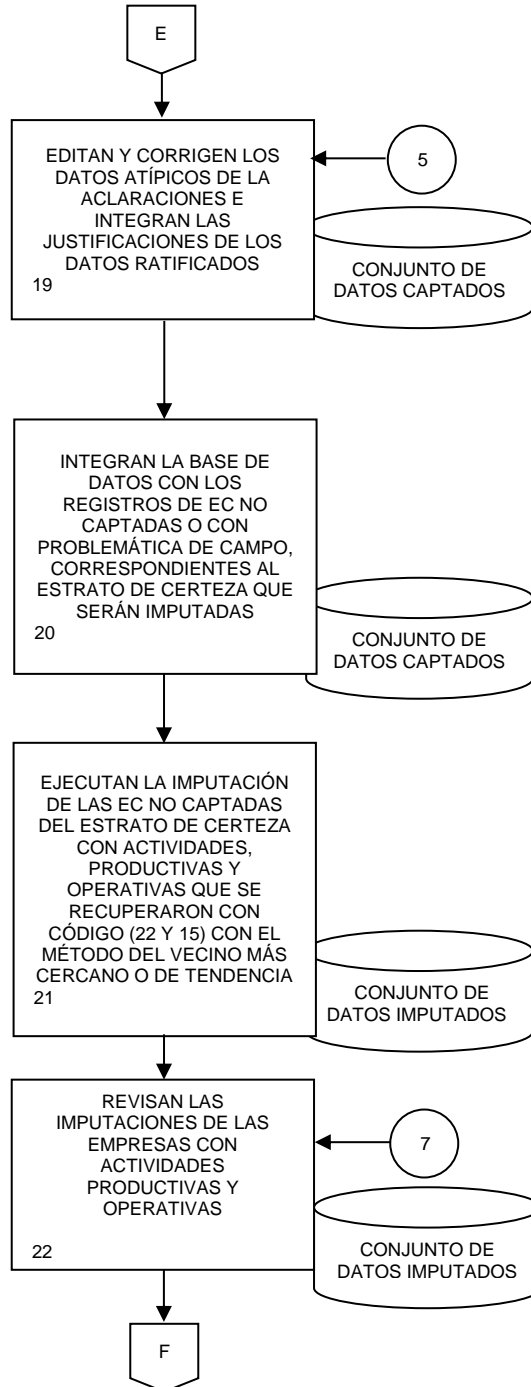 E
EDITAN Y CORRIGEN LOS
DATOS ATÍPICOS DE LA
ACLARACIONES E
INTEGRAN LAS
JUSTIFICACIONES DE LOS
DATOS RATIFICADOS
19
5
CONJUNTO DE
DATOS CAPTADOS
INTEGRAN LA BASE DE
DATOS CON LOS
REGISTROS DE EC NO
CAPTADAS O CON
PROBLEMÁTICA DE CAMPO,
CORRESPONDIENTES AL
ESTRATO DE CERTEZA QUE
SERÁN IMPUTADAS
20
CONJUNTO DE
DATOS CAPTADOS
EJECUTAN LA IMPUTACIÓN
DE LAS EC NO CAPTADAS
DEL ESTRATO DE CERTEZA
CON ACTIVIDADES,
PRODUCTIVAS Y
OPERATIVAS QUE SE
RECUPERARON CON
CÓDIGO (22 Y 15) CON EL
MÉTODO DEL VECINO MÁS
CERCANO O DE TENDENCIA
21
CONJUNTO DE
DATOS IMPUTADOS
REVISAN LAS
IMPUTACIONES DE LAS
EMPRESAS CON
ACTIVIDADES
PRODUCTIVAS Y
OPERATIVAS
22
7
CONJUNTO DE
DATOS IMPUTADOS
F